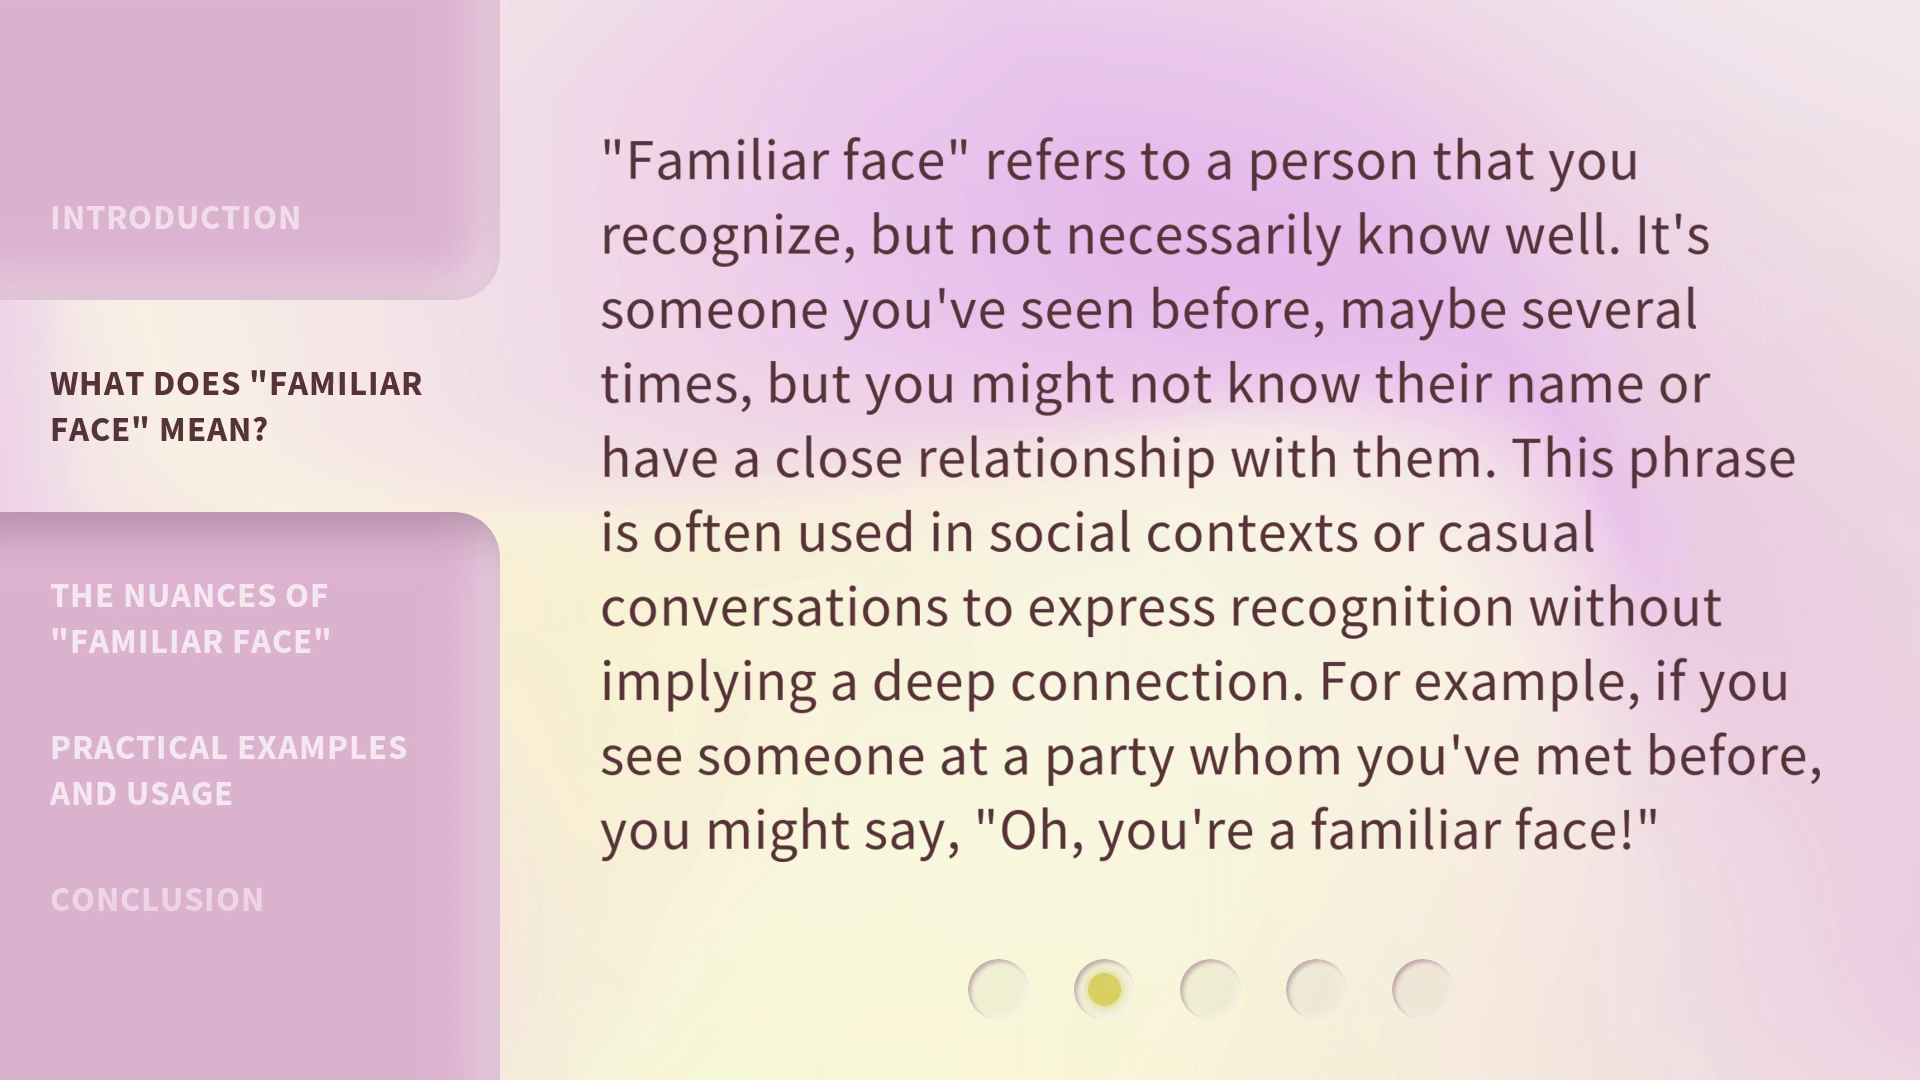 INTRODUCTION
WHAT DOES "FAMILIAR
FACE" MEAN?
THE NUANCES OF
"FAMILIAR FACE"
PRACTICAL EXAMPLES
AND USAGE
CONCLUSION
"Familiar face" refers to a person that you
recognize, but not necessarily know well. It's
someone you've seen before, maybe several
times, but you might not know their name or
have a close relationship with them. This phrase
is often used in social contexts or casual
conversations to express recognition without
implying a deep connection. For example, if you
see someone at a party whom you've met before,
you might say, "Oh, you're a familiar face!"